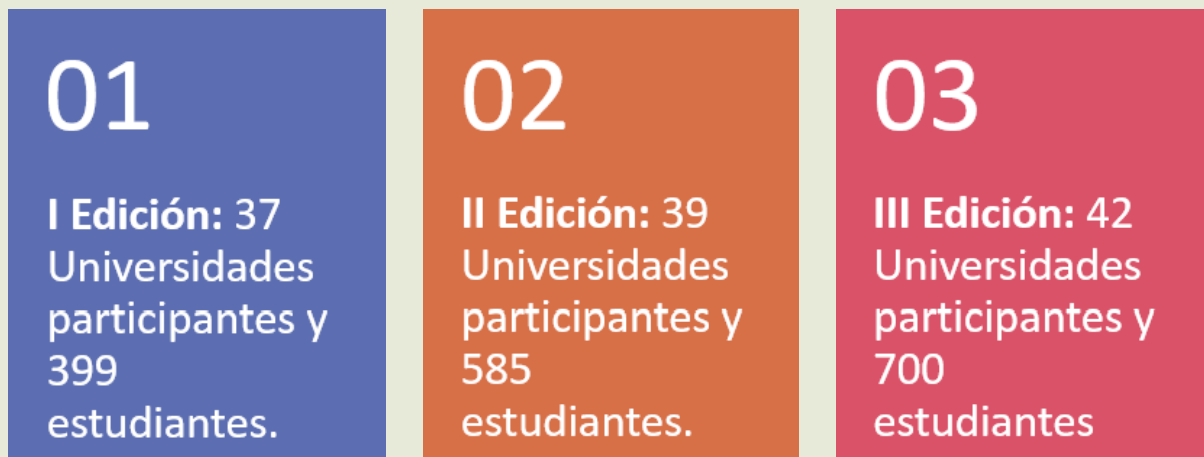 01
I Edición: 37
Universidades
participantes y
399
estudiantes.
02
II Edición: 39
Universidades
participantes y
585
estudiantes.
03
III Edición: 42
Universidades
participantes y
700
estudiantes